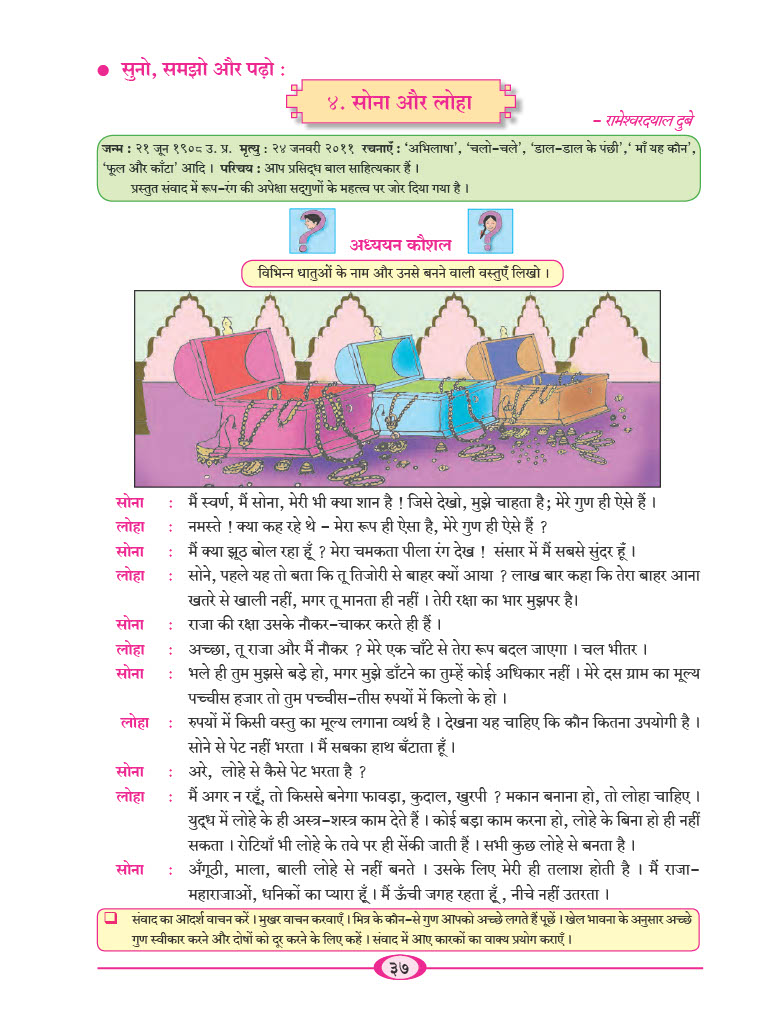 ● सुनो, समझो और पढ़ो :
४. सोना और लोहा
- रामेश्वरदयाल दुबे
जन्म : २१ जून १९०८ उ. प्र. मृत्यु : २४ जनवरी २०११ रचनाएँ : ‘अभिलाषा’, ‘चलो-चले’, ‘डाल-डाल के पंछी’,‘ माँ यह कौन’,
‘फूल और काँटा’ आदि । परिचय : आप प्रसिद्ध बाल साहित्यकार हैं ।
प्रस्तुत संवाद में रूप-रंग की अपेक्षा सद्गुणों के महत्त्व पर जोर दिया गया है ।
अध्ययन कौशल
विभिन्न धातुओं के नाम और उनसे बनने वाली वस्तुएँ लिखो ।
सोना : मैं स्वर्ण, मैं सोना, मेरी भी क्या शान है ! जिसे देखो, मुझे चाहता है; मेरे गुण ही ऐसे हैं ।
लोहा : नमस्ते ! क्या कह रहे थे - मेरा रूप ही ऐसा है, मेरे गुण ही ऐसे हैं ?
सोना : मैं क्या झूठ बोल रहा हूँ ? मेरा चमकता पीला रंग देख ! संसार में मैं सबसे सुंदर हूँ ।
लोहा : सोने, पहले यह तो बता कि तू तिजोरी से बाहर क्यों आया ? लाख बार कहा कि तेरा बाहर आना
खतरे से खाली नहीं, मगर तू मानता ही नहीं । तेरी रक्षा का भार मुझपर है।
सोना : राजा की रक्षा उसके नौकर-चाकर करते ही हैं ।
लोहा : अच्छा, तू राजा और मैं नौकर ? मेरे एक चाँटे से तेरा रूप बदल जाएगा । चल भीतर ।
सोना : भले ही तुम मुझसे बड़े हो, मगर मुझे डाँटने का तुम्हें कोई अधिकार नहीं । मेरे दस ग्राम का मूल्य
पच्चीस हजार तो तुम पच्चीस-तीस रुपयों में किलो के हो ।
लोहा : रुपयों में किसी वस्तु का मूल्य लगाना व्यर्थ है । देखना यह चाहिए कि कौन कितना उपयोगी है ।
सोने से पेट नहीं भरता । मैं सबका हाथ बँटाता हूँ ।
सोना : अरे, लोहे से कैसे पेट भरता है ?
लोहा : मैं अगर न रहूँ, तो किससे बनेगा फावड़ा, कुदाल, खुरपी ? मकान बनाना हो, तो लोहा चाहिए ।
युद्ध में लोहे के ही अस्त्र-शस्त्र काम देते हैं । कोई बड़ा काम करना हो, लोहे के बिना हो ही नहीं
सकता । रोटियाँ भी लोहे के तवे पर ही सेंकी जाती हैं । सभी कुछ लोहे से बनता है ।
सोना : अँगूठी, माला, बाली लोहे से नहीं बनते । उसके लिए मेरी ही तलाश होती है । मैं राजा-
महाराजाओं, धनिकों का प्यारा हूँ । मैं ऊँची जगह रहता हूँ , नीचे नहीं उतरता ।
❑ संवाद का आदर्श वाचन करें । मुखर वाचन करवाएँ । मित्र के कौन-से गुण आपको अच्छे लगते हैं पूछें । खेल भावना के अनुसार अच्छे
गुण स्वीकार करने और दोषों को दूर करने के लिए कहें । संवाद में आए कारकों का वाक्य प्रयोग कराएँ ।
३७